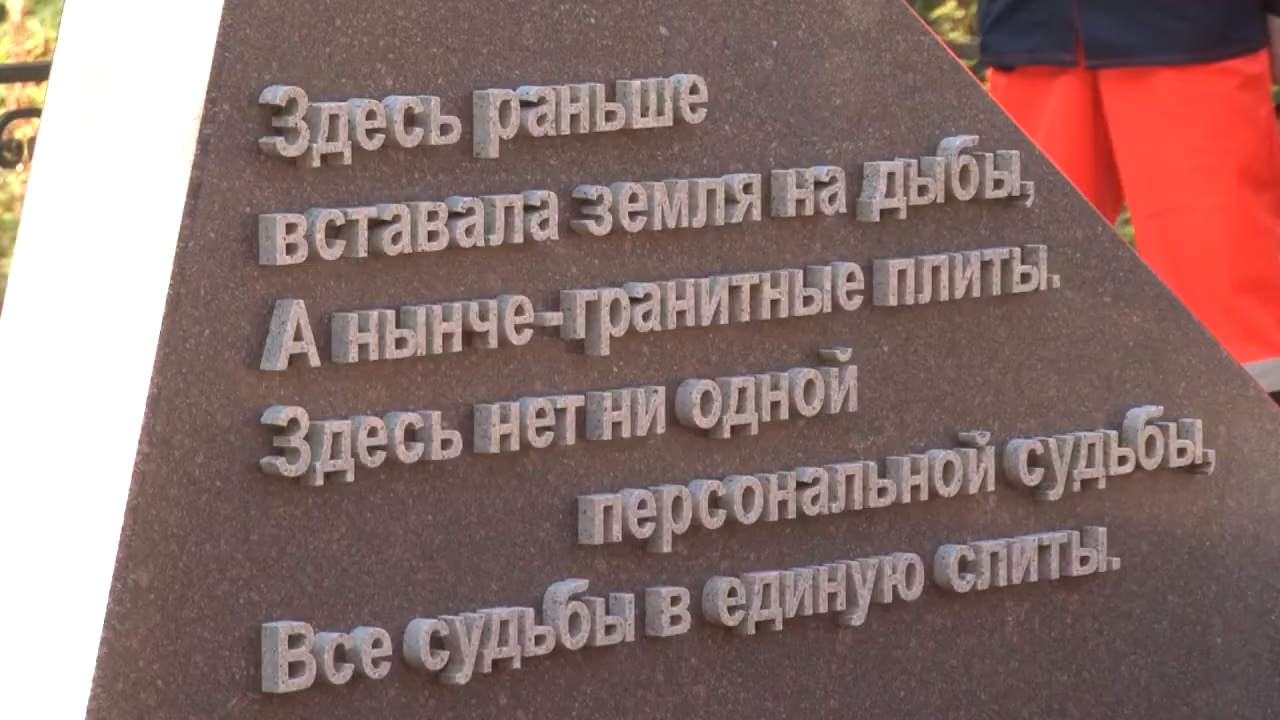 Здесь раньше
вставала земля на дыбы,
А нынче-гранитные плиты.
Здесь нет ни одной
персональной судьбы,
Все судьбы в единую слиты.